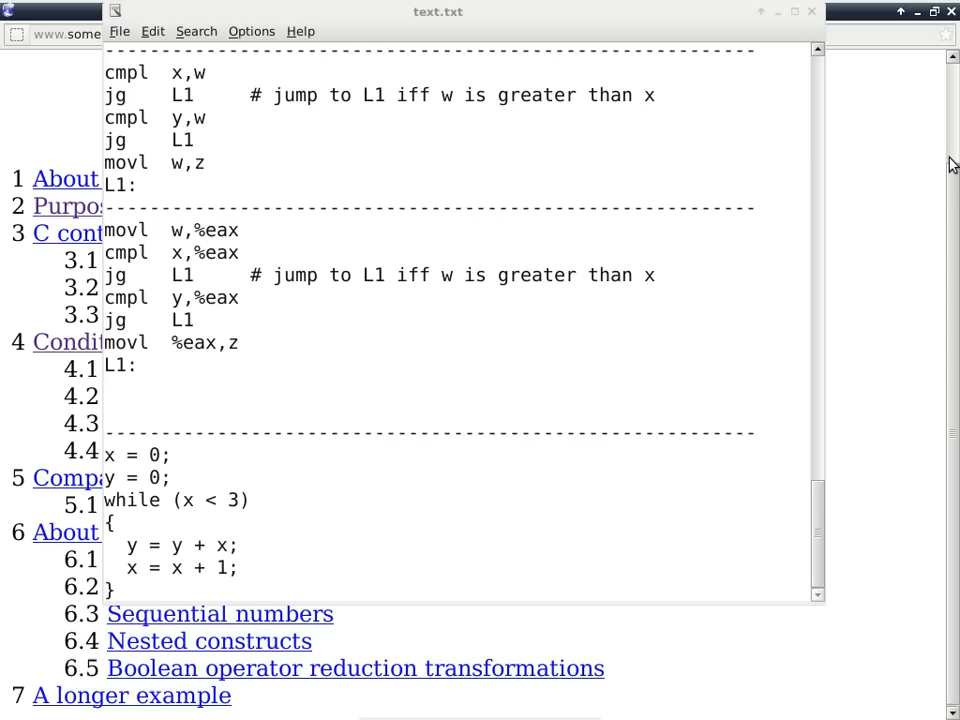 text.txt
www.some
File Edit Search Options Help
------------------------------------------------------------
cmpl x,w
jg L1 # jump to L1 iff w is greater than x
cmpl y,w
jg L1
movl w,z
L1:
------------------------------------------------------------
movl w,%eax
cmpl x,%eax
jg L1 # jump to L1 iff w is greater than x
cmpl y,%eax
jg L1
movl %eax,z
L1:
------------------------------------------------------------
x = 0;
y = 0;
while (x < 3)
{
y = y + x;
x = x + 1;
}
1 About
2 Purpos
3 C cont
3.1
3.2
3.3
4 Condit
4.1
4.2
4.3
4.4
5 Compa
5.1
6 About
6.1
6.2
6.3 Sequential numbers
6.4 Nested constructs
6.5 Boolean operator reduction transformations
7 A longer example